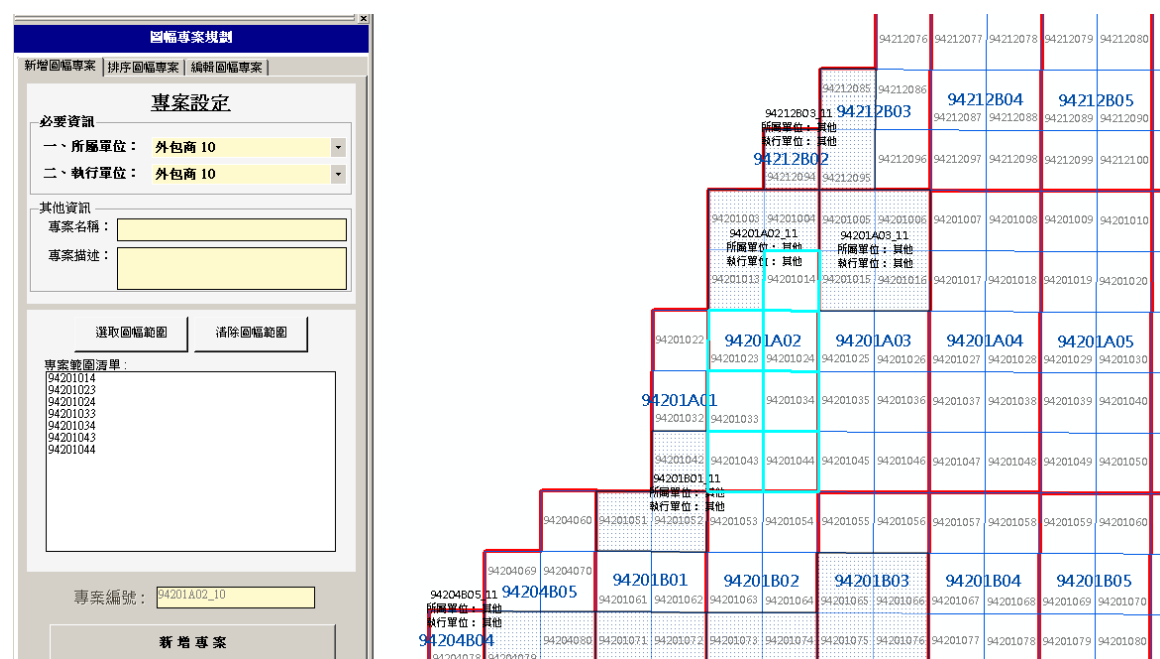 圖幅專案規劃
新增圖幅專案 排序圖幅專案 編輯圖幅專案
專案設定
必要資訊
一、所屬單位： 外包商 10
二、執行單位： 外包商 10
其他資訊
專案名稱：
專案描述：
選取圖幅範圍 清除圖幅範圍
專案範圍清單：
94201014
94201023
94201024
94201033
94201034
94201043
94201044
專案編號： 94201A02_10
新增專案
94212076 94212077 94212078 94212079 94212080
94212085 94212086
94212B03 94212B04 94212B05
94212087 94212088 94212089 94212090
94212B03_11
所屬單位：其他
執行單位：其他
94212B02
94212096 94212097 94212098 94212099 94212100
94212094 94212095
94201003 94201004 94201005 94201006 94201007 94201008 94201009 94201010
94201A02_11 94201A03_11
所屬單位：其他 所屬單位：其他
執行單位：其他 執行單位：其他
94201013 94201014 94201015 94201016 94201017 94201018 94201019 94201020
94201022 94201A02 94201A03 94201A04 94201A05
94201023 94201024 94201025 94201026 94201027 94201028 94201029 94201030
94201A01
94201034 94201035 94201036 94201037 94201038 94201039 94201040
94201032 94201033
94201042 94201043 94201044 94201045 94201046 94201047 94201048 94201049 94201050
94201B01_11
所屬單位：其他
執行單位：其他
94204060 94201051 94201052 94201053 94201054 94201055 94201056 94201057 94201058 94201059 94201060
94204069 94204070
94204B05 94201B01 94201B02 94201B03 94201B04 94201B05
94201061 94201062 94201063 94201064 94201065 94201066 94201067 94201068 94201069 94201070
94204B05_11
所屬單位：其他
執行單位：其他
94204B04
94204080 94201071 94201072 94201073 94201074 94201075 94201076 94201077 94201078 94201079 94201080
94204078 94204079